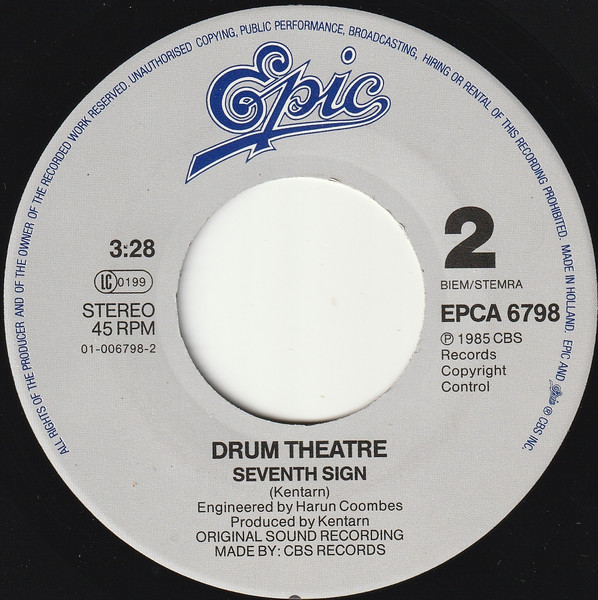 ALL RIGHTS OF THE PRODUCER AND OF THE OWNER OF THE RECORDED WORK RESERVED. UNAUTHORISED COPYING, PUBLIC PERFORMANCE, BROADCASTING, HIRING OR RENTAL OF THIS RECORDING PROHIBITED. MADE IN HOLLAND. EPIC AND Epic ® CBS INC.
Epic
3:28
LC 0199
STEREO
45 RPM
01-006798-2
2
BIEM/STEMRA
EPCA 6798
℗ 1985 CBS
Records
Copyright
Control
DRUM THEATRE
SEVENTH SIGN
(Kentarn)
Engineered by Harun Coombes
Produced by Kentarn
ORIGINAL SOUND RECORDING
MADE BY: CBS RECORDS